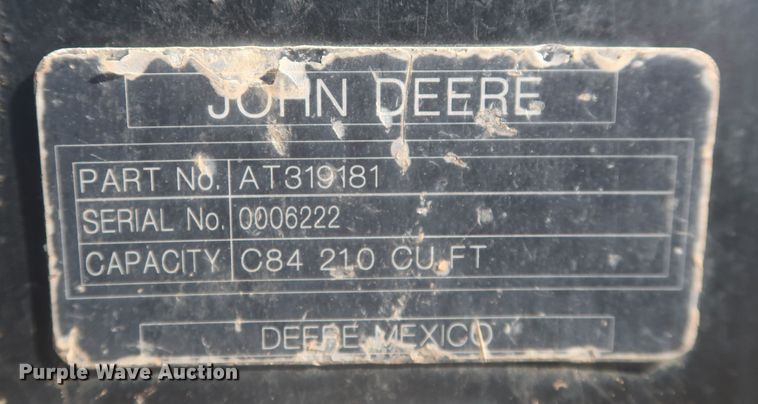 JOHN DEERE
PART No. AT319181
SERIAL No. 0006222
CAPACITY C84 210 CU.FT
DEERE MEXICO
Purple Wave Auction